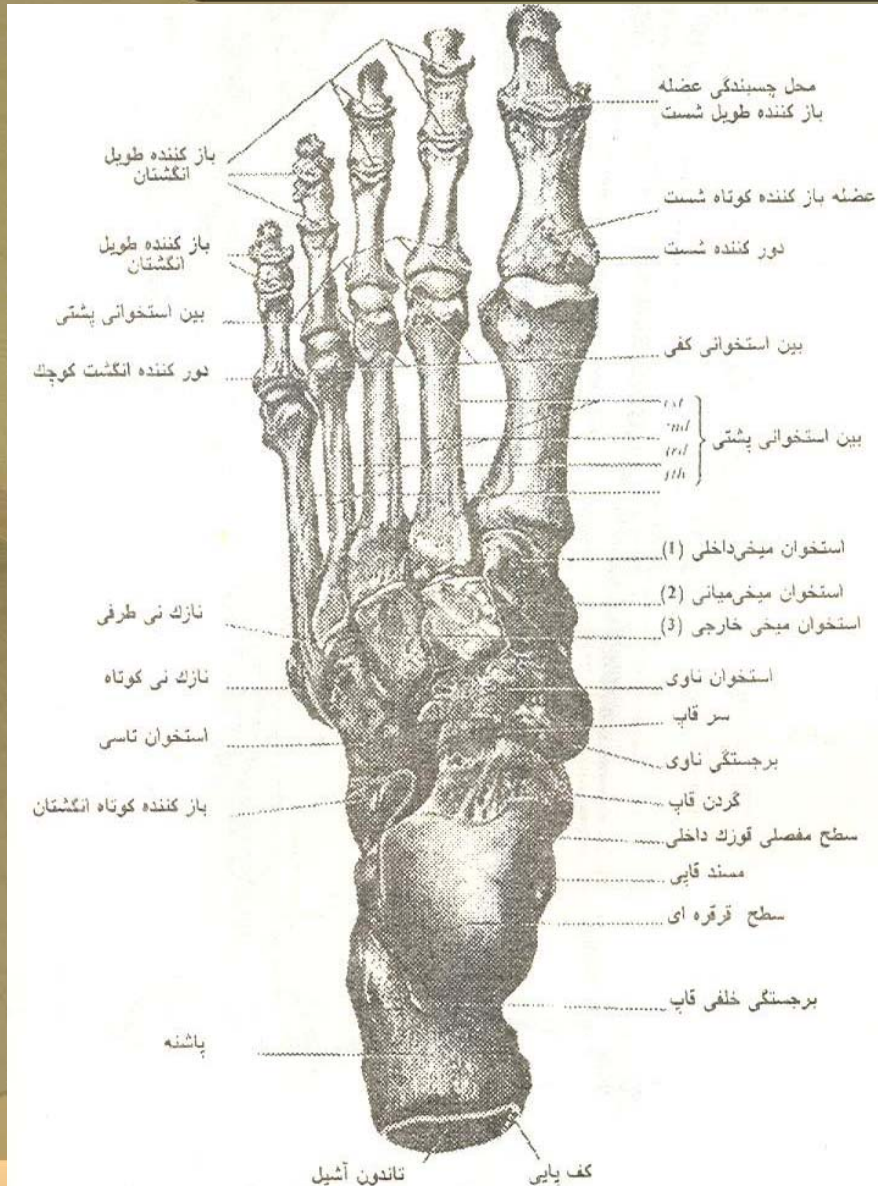 محل چسبندگی عضله
باز کننده طویل شست
عضله باز کننده کوتاه شست
دور کننده شست
باز کننده طویل
انگشتان
باز کننده طویل
انگشتان
بین استخوانی پشتی
دور کننده انگشت کوچك
بین استخوانی کفی
بین استخوانی پشتی
استخوان میخی‌داخلی (1)
استخوان میخی‌میانی (2)
استخوان میخی خارجی (3)
نازك نی طرفی
نازك نی کوتاه
استخوان تاسی
باز کننده کوتاه انگشتان
استخوان ناوی
سر قاپ
برجستگی ناوی
گردن قاپ
سطح مفصلی قوزك داخلی
مسند قاپی
سطح قرقره ای
برجستگی خلفی قاپ
پاشنه
تاندون آشیل
کف پایی